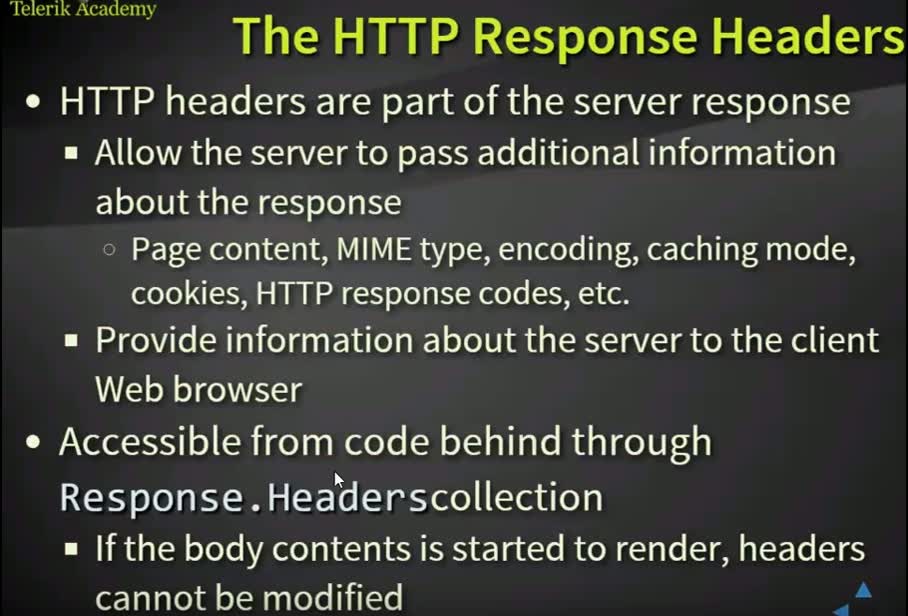 Telerik Academy
The HTTP Response Headers
• HTTP headers are part of the server response
▪ Allow the server to pass additional information
about the response
○ Page content, MIME type, encoding, caching mode,
cookies, HTTP response codes, etc.
▪ Provide information about the server to the client
Web browser
• Accessible from code behind through
Response.Headerscollection
▪ If the body contents is started to render, headers
cannot be modified